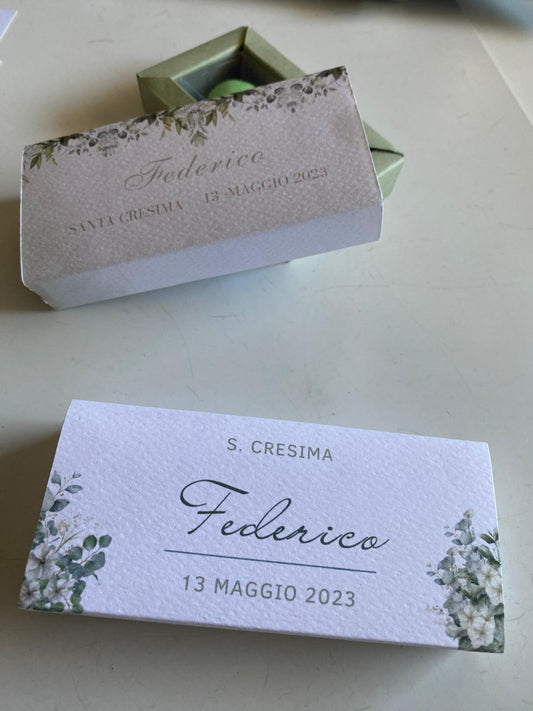 Federico
SANTA CRESIMA 13 MAGGIO 2023
S. CRESIMA
Federico
13 MAGGIO 2023